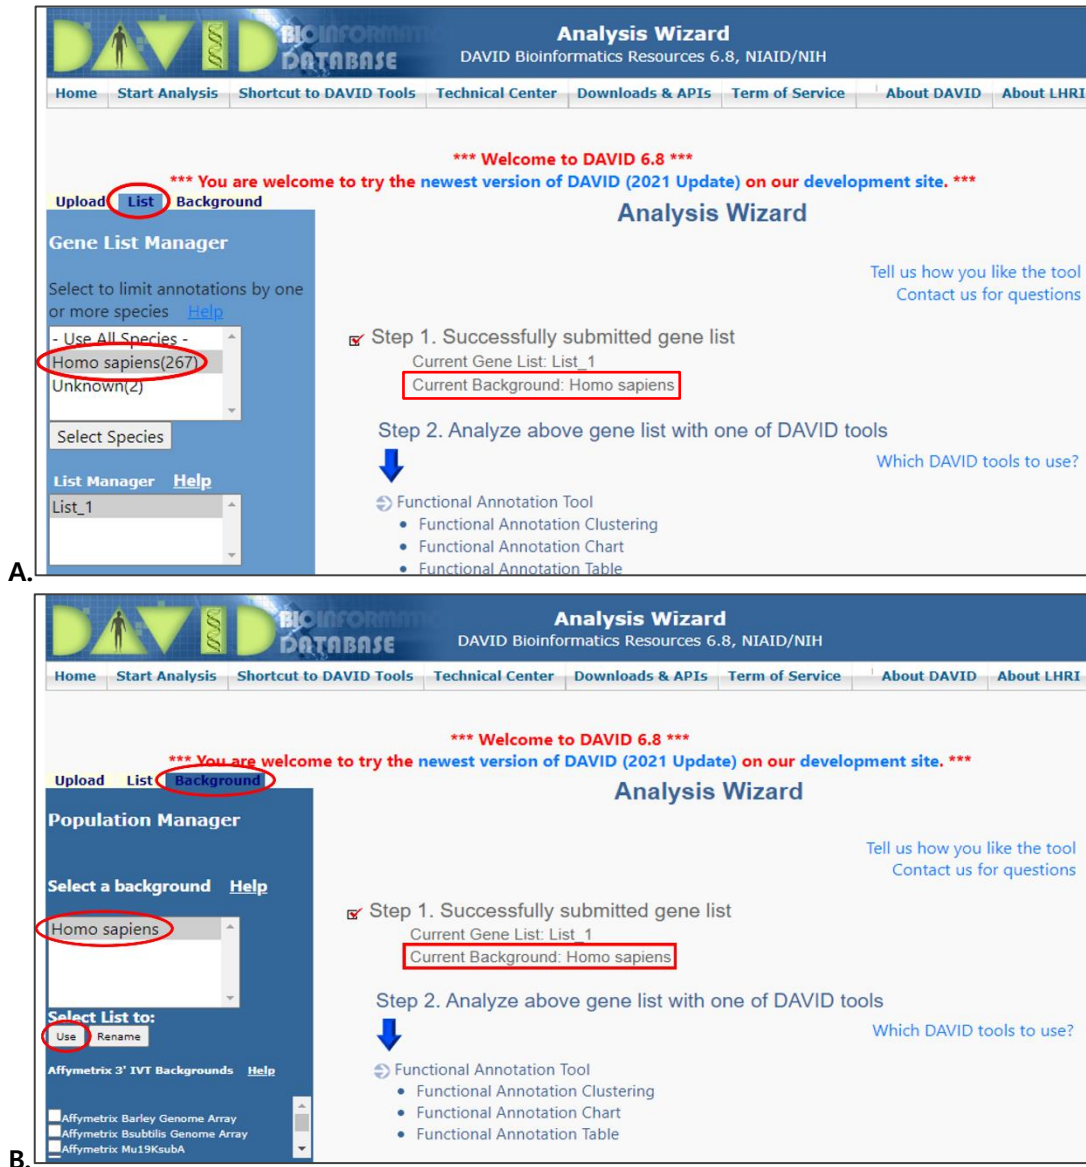 DAVID BIOINFORMATICS DATABASE
Analysis Wizard
DAVID Bioinformatics Resources 6.8, NIAID/NIH
Home Start Analysis Shortcut to DAVID Tools Technical Center Downloads & APIs Term of Service About DAVID About LHRI
*** Welcome to DAVID 6.8 ***
*** You are welcome to try the newest version of DAVID (2021 Update) on our development site. ***
Upload List Background
Analysis Wizard
Gene List Manager
Tell us how you like the tool
Contact us for questions
Select to limit annotations by one
or more species Help
- Use All Species -
Homo sapiens(267)
Unknown(2)
Select Species
List Manager Help
List_1
Step 1. Successfully submitted gene list
Current Gene List: List_1
Current Background: Homo sapiens
Step 2. Analyze above gene list with one of DAVID tools
Which DAVID tools to use?
Functional Annotation Tool
Functional Annotation Clustering
Functional Annotation Chart
Functional Annotation Table
A.
DAVID BIOINFORMATICS DATABASE
Analysis Wizard
DAVID Bioinformatics Resources 6.8, NIAID/NIH
Home Start Analysis Shortcut to DAVID Tools Technical Center Downloads & APIs Term of Service About DAVID About LHRI
*** Welcome to DAVID 6.8 ***
*** You are welcome to try the newest version of DAVID (2021 Update) on our development site. ***
Upload List Background
Analysis Wizard
Population Manager
Tell us how you like the tool
Contact us for questions
Select a background Help
Homo sapiens
Select List to:
Use Rename
Affymetrix 3' IVT Backgrounds Help
Affymetrix Barley Genome Array
Affymetrix Bsubtilis Genome Array
Affymetrix Mu19KsubA
Step 1. Successfully submitted gene list
Current Gene List: List_1
Current Background: Homo sapiens
Step 2. Analyze above gene list with one of DAVID tools
Which DAVID tools to use?
Functional Annotation Tool
Functional Annotation Clustering
Functional Annotation Chart
Functional Annotation Table
B.